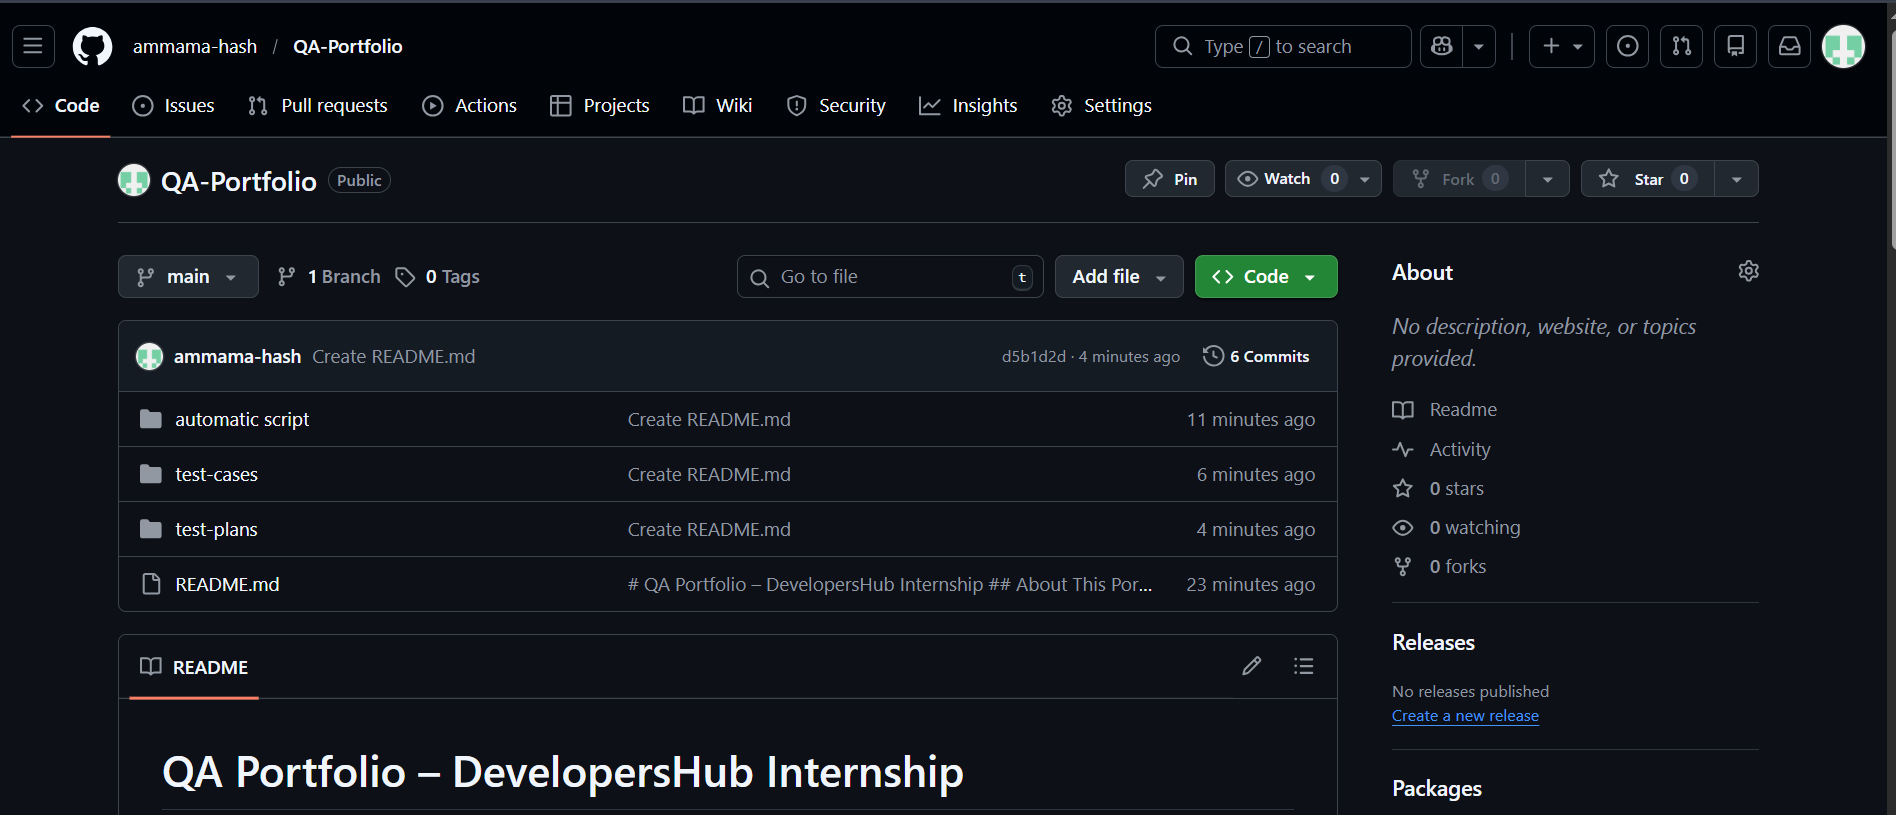 ammama-hash / QA-Portfolio
Type / to search
Code
Issues
Pull requests
Actions
Projects
Wiki
Security
Insights
Settings
QA-Portfolio Public
Pin
Watch 0
Fork 0
Star 0
main
1 Branch
0 Tags
Go to file t
Add file
Code
ammama-hash Create README.md d5b1d2d · 4 minutes ago 6 Commits
automatic script Create README.md 11 minutes ago
test-cases Create README.md 6 minutes ago
test-plans Create README.md 4 minutes ago
README.md # QA Portfolio – DevelopersHub Internship ## About This Por... 23 minutes ago
README
QA Portfolio – DevelopersHub Internship
About
No description, website, or topics
provided.
Readme
Activity
0 stars
0 watching
0 forks
Releases
No releases published
Create a new release
Packages